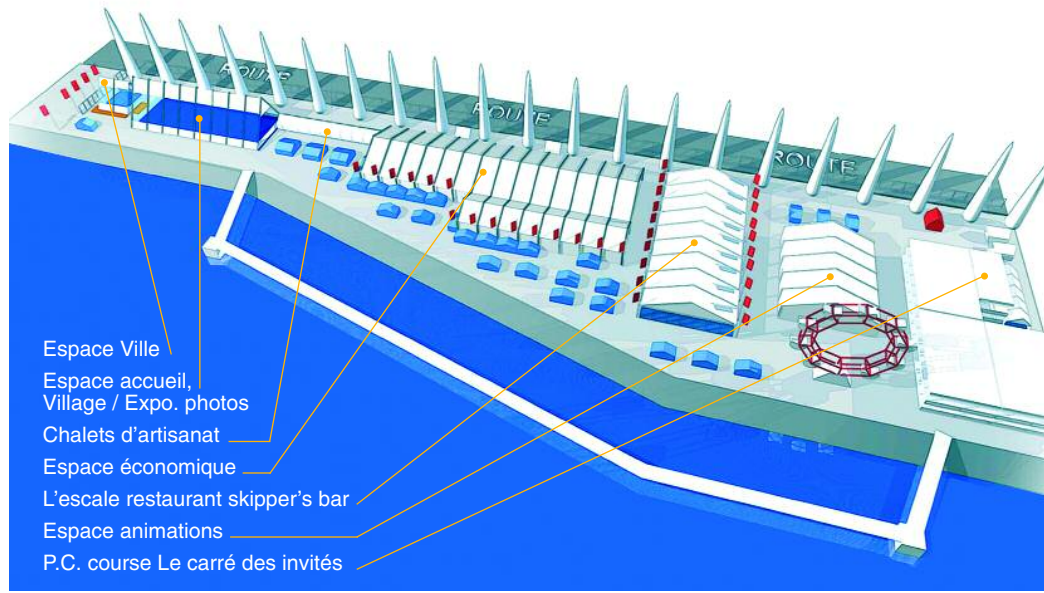 ROUTE
ROUTE
ROUTE
Espace Ville
Espace accueil,
Village / Expo. photos
Chalets d'artisanat
Espace économique
L'escale restaurant skipper's bar
Espace animations
P.C. course Le carré des invités